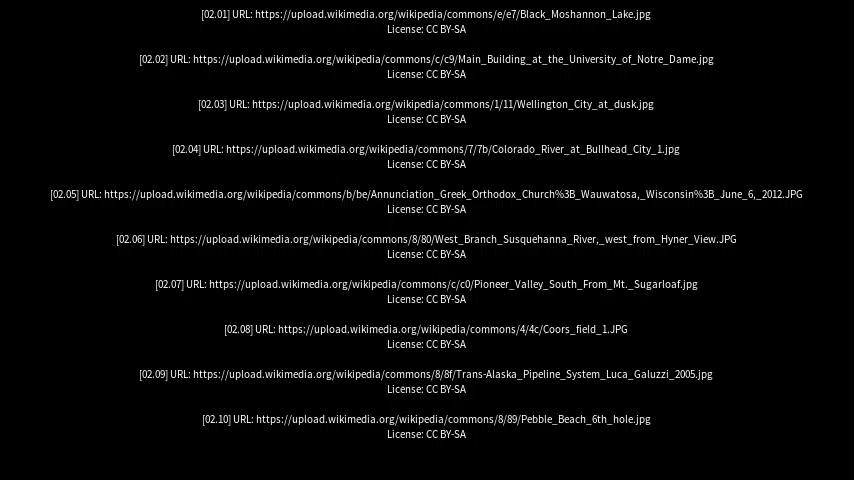 [02.01] URL: https://upload.wikimedia.org/wikipedia/commons/e/e7/Black_Moshannon_Lake.jpg
License: CC BY-SA
[02.02] URL: https://upload.wikimedia.org/wikipedia/commons/c/c9/Main_Building_at_the_University_of_Notre_Dame.jpg
License: CC BY-SA
[02.03] URL: https://upload.wikimedia.org/wikipedia/commons/1/11/Wellington_City_at_dusk.jpg
License: CC BY-SA
[02.04] URL: https://upload.wikimedia.org/wikipedia/commons/7/7b/Colorado_River_at_Bullhead_City_1.jpg
License: CC BY-SA
[02.05] URL: https://upload.wikimedia.org/wikipedia/commons/b/be/Annunciation_Greek_Orthodox_Church%3B_Wauwatosa,_Wisconsin%3B_June_6,_2012.JPG
License: CC BY-SA
[02.06] URL: https://upload.wikimedia.org/wikipedia/commons/8/80/West_Branch_Susquehanna_River,_west_from_Hyner_View.JPG
License: CC BY-SA
[02.07] URL: https://upload.wikimedia.org/wikipedia/commons/c/c0/Pioneer_Valley_South_From_Mt._Sugarloaf.jpg
License: CC BY-SA
[02.08] URL: https://upload.wikimedia.org/wikipedia/commons/4/4c/Coors_field_1.JPG
License: CC BY-SA
[02.09] URL: https://upload.wikimedia.org/wikipedia/commons/8/8f/Trans-Alaska_Pipeline_System_Luca_Galuzzi_2005.jpg
License: CC BY-SA
[02.10] URL: https://upload.wikimedia.org/wikipedia/commons/8/89/Pebble_Beach_6th_hole.jpg
License: CC BY-SA